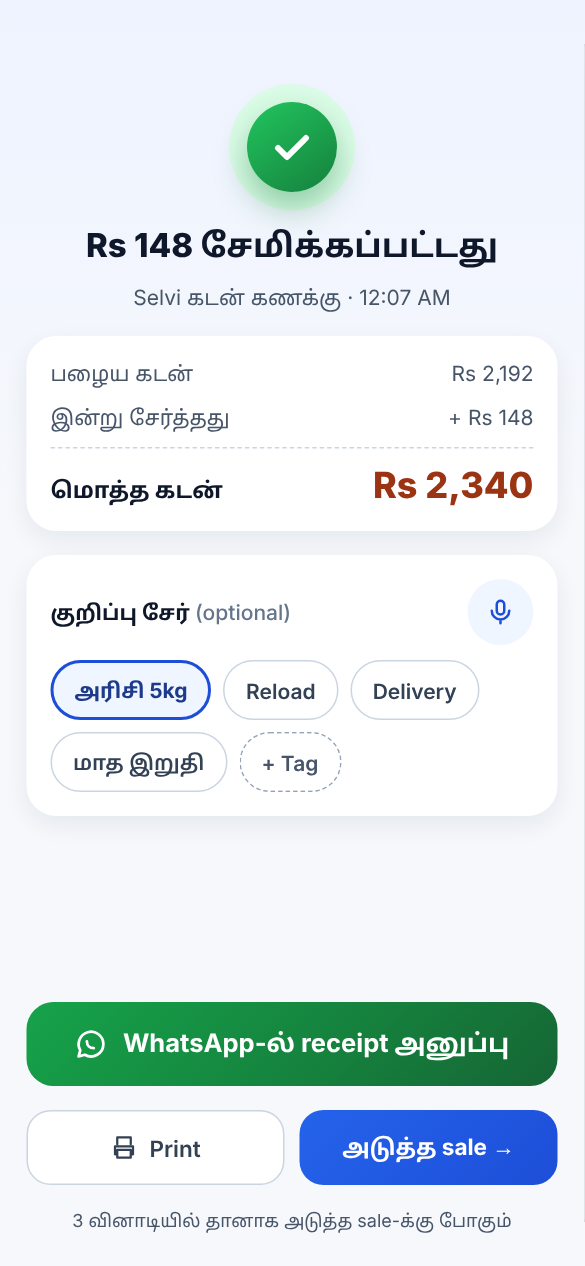 Rs 148 சேமிக்கப்பட்டது
Selvi கடன் கணக்கு · 12:07 AM
பழைய கடன் Rs 2,192
இன்று சேர்த்தது + Rs 148
மொத்த கடன் Rs 2,340
குறிப்பு சேர் (optional)
அரிசி 5kg Reload Delivery
மாத இறுதி + Tag
WhatsApp-ல் receipt அனுப்பு
Print அடுத்த sale →
3 வினாடியில் தானாக அடுத்த sale-க்கு போகும்